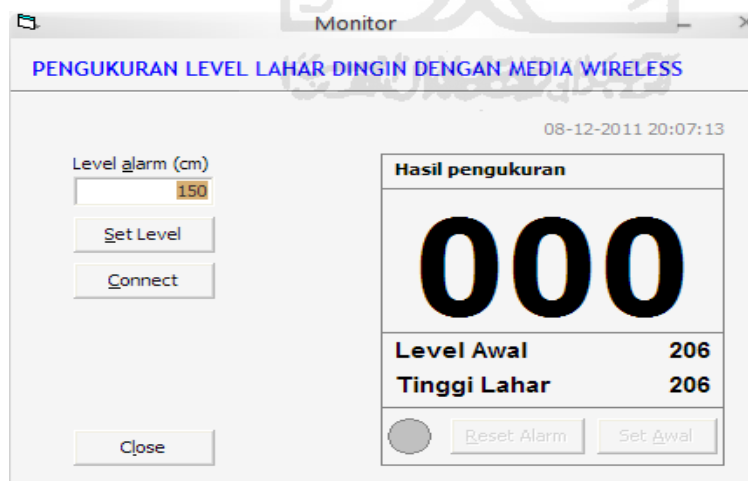 Monitor
PENGUKURAN LEVEL LAHAR DINGIN DENGAN MEDIA WIRELESS
08-12-2011 20:07:13
Level alarm (cm)
150
Set Level
Connect
Close
Hasil pengukuran
000
Level Awal 206
Tinggi Lahar 206
Reset Alarm Set Awal